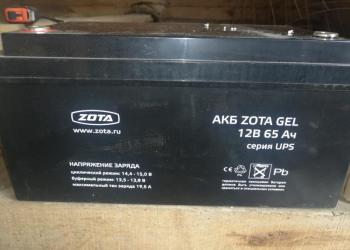 ZOTA
www.zota.ru
НАПРЯЖЕНИЕ ЗАРЯДА
циклический режим: 14,4 - 15,0 В
буферный режим: 13,5 - 13,8 В
максимальный ток заряда 19,5 А
АКБ ZOTA GEL
12В 65 Ач
серия UPS
Pb